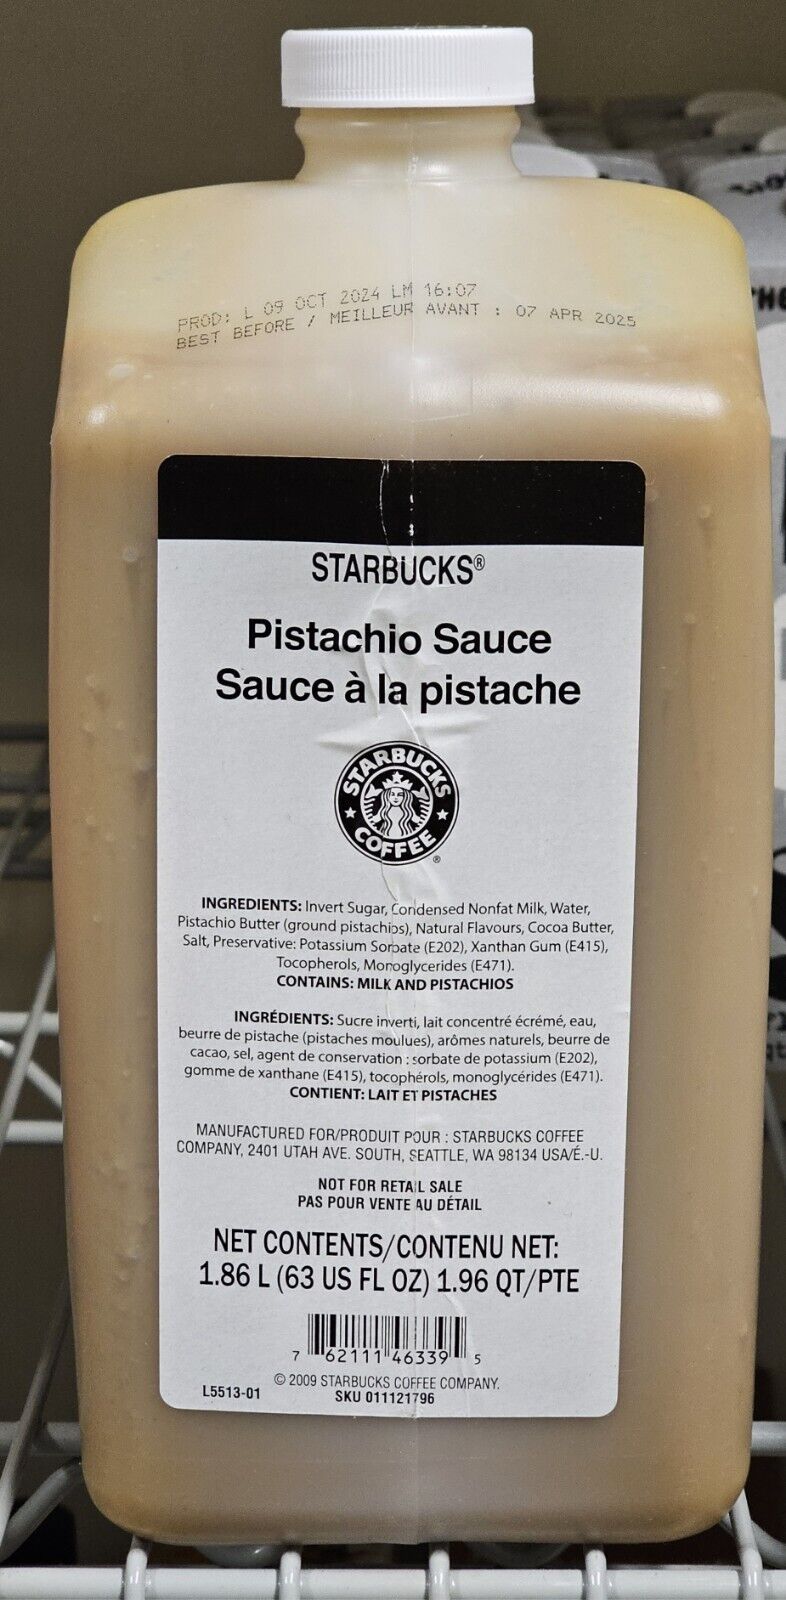 PROD: L 09 OCT 2024 LM 16:07
BEST BEFORE / MEILLEUR AVANT : 07 APR 2025
STARBUCKS®
Pistachio Sauce
Sauce à la pistache
STARBUCKS
COFFEE
®
INGREDIENTS: Invert Sugar, Condensed Nonfat Milk, Water,
Pistachio Butter (ground pistachios), Natural Flavours, Cocoa Butter,
Salt, Preservative: Potassium Sorbate (E202), Xanthan Gum (E415),
Tocopherols, Monoglycerides (E471).
CONTAINS: MILK AND PISTACHIOS
INGRÉDIENTS: Sucre inverti, lait concentré écrémé, eau,
beurre de pistache (pistaches moulues), arômes naturels, beurre de
cacao, sel, agent de conservation : sorbate de potassium (E202),
gomme de xanthane (E415), tocophérols, monoglycérides (E471).
CONTIENT: LAIT ET PISTACHES
MANUFACTURED FOR/PRODUIT POUR : STARBUCKS COFFEE
COMPANY, 2401 UTAH AVE. SOUTH, SEATTLE, WA 98134 USA/É.-U.
NOT FOR RETAIL SALE
PAS POUR VENTE AU DÉTAIL
NET CONTENTS/CONTENU NET:
1.86 L (63 US FL OZ) 1.96 QT/PTE
7 62111 46339 5
© 2009 STARBUCKS COFFEE COMPANY.
L5513-01
SKU 011121796